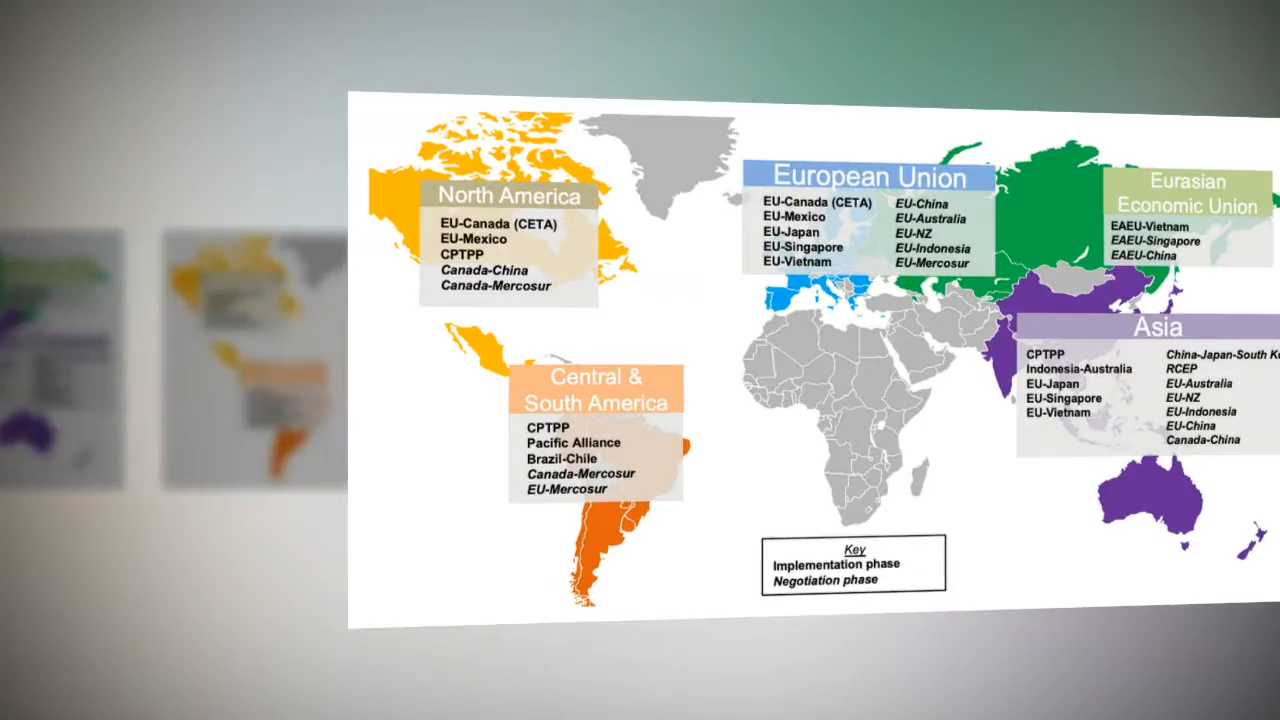 North America
EU-Canada (CETA)
EU-Mexico
CPTPP
Canada-China
Canada-Mercosur
Central &
South America
CPTPP
Pacific Alliance
Brazil-Chile
Canada-Mercosur
EU-Mercosur
European Union
EU-Canada (CETA)
EU-Mexico
EU-Japan
EU-Singapore
EU-Vietnam
EU-China
EU-Australia
EU-NZ
EU-Indonesia
EU-Mercosur
Eurasian
Economic Union
EAEU-Vietnam
EAEU-Singapore
EAEU-China
Asia
CPTPP
Indonesia-Australia
EU-Japan
EU-Singapore
EU-Vietnam
China-Japan-South
RCEP
EU-Australia
EU-NZ
EU-Indonesia
EU-China
Canada-China
Key
Implementation phase
Negotiation phase